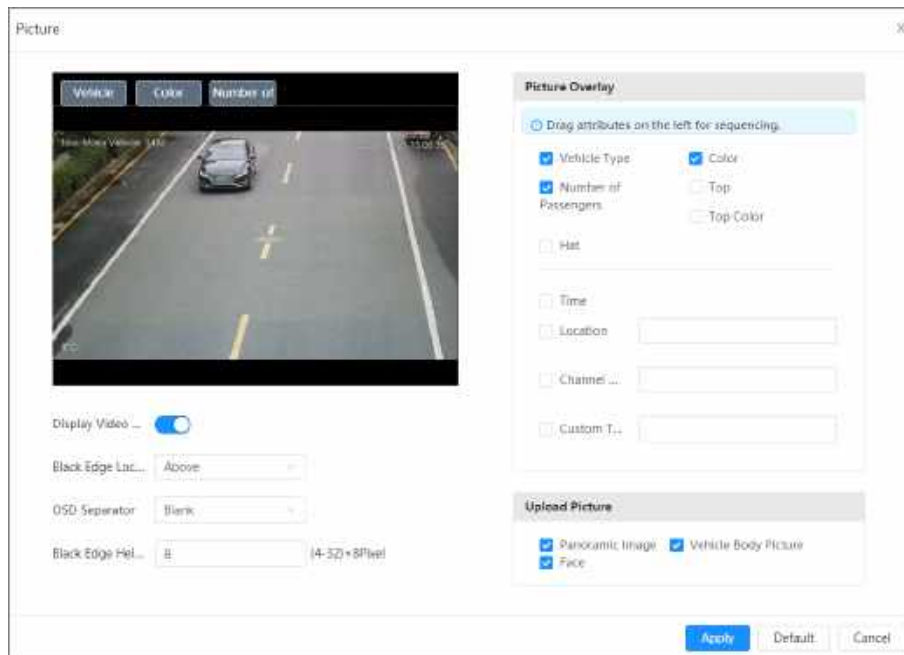 Picture
X
Vehicle Color Number of
Display Video ...
Black Edge Loc... Above
OSD Separator Blank
Black Edge Hei... 8 (4-32)*8Pixel
Picture Overlay
Drag attributes on the left for sequencing.
Vehicle Type Color
Number of Passengers
Top
Top Color
Hat
Time
Location
Channel ...
Custom T...
Upload Picture
Panoramic Image Vehicle Body Picture
Face
Apply Default Cancel